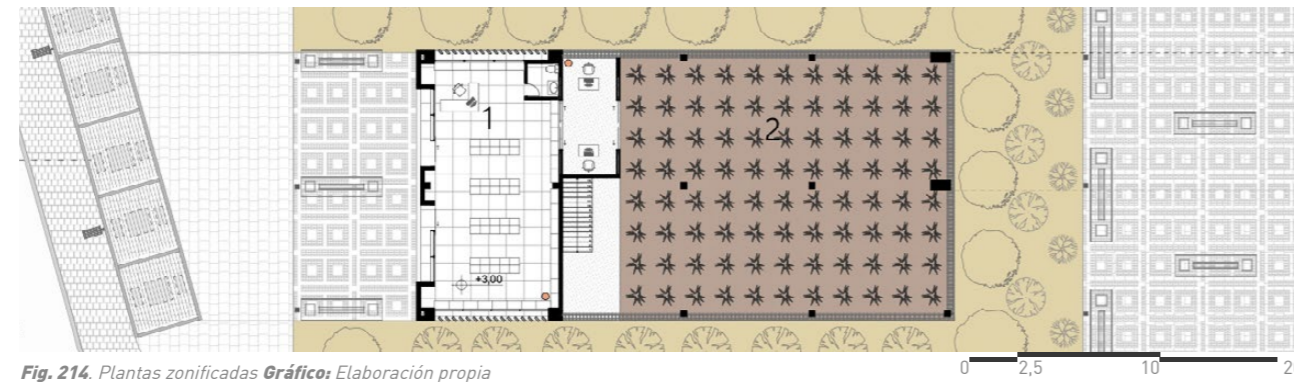 1
2
+3,00
Fig. 214. Plantas zonificadas Gráfico: Elaboración propia
0 2,5 10 2